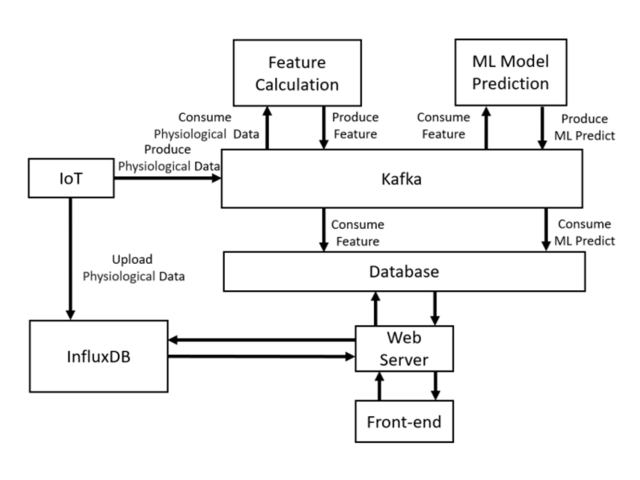 Feature
Calculation
ML Model
Prediction
Consume
Physiological Data
Produce
Feature
Consume
Feature
Produce
ML Predict
Produce
Physiological Data
IoT
Kafka
Consume
Feature
Consume
ML Predict
Upload
Physiological Data
Database
InfluxDB
Web
Server
Front-end